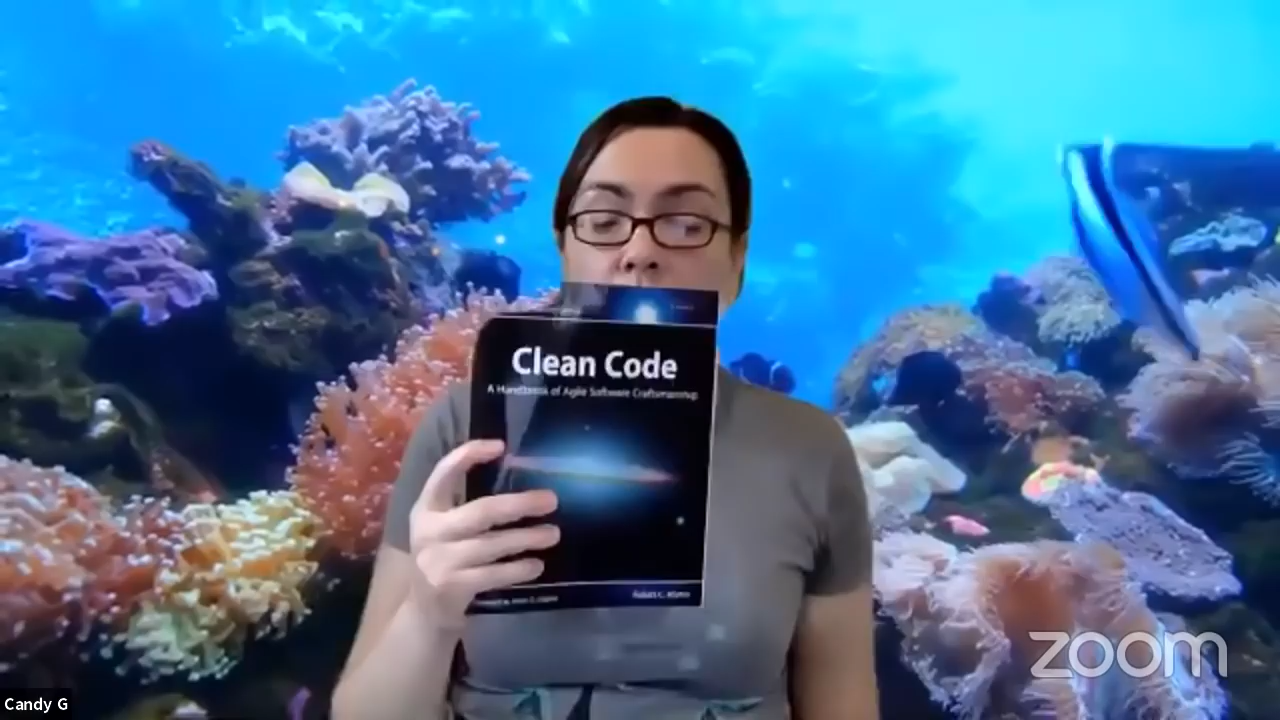 Clean Code
A Handbook of Agile Software Craftsmanship
Robert C. Martin
zoom
Candy G